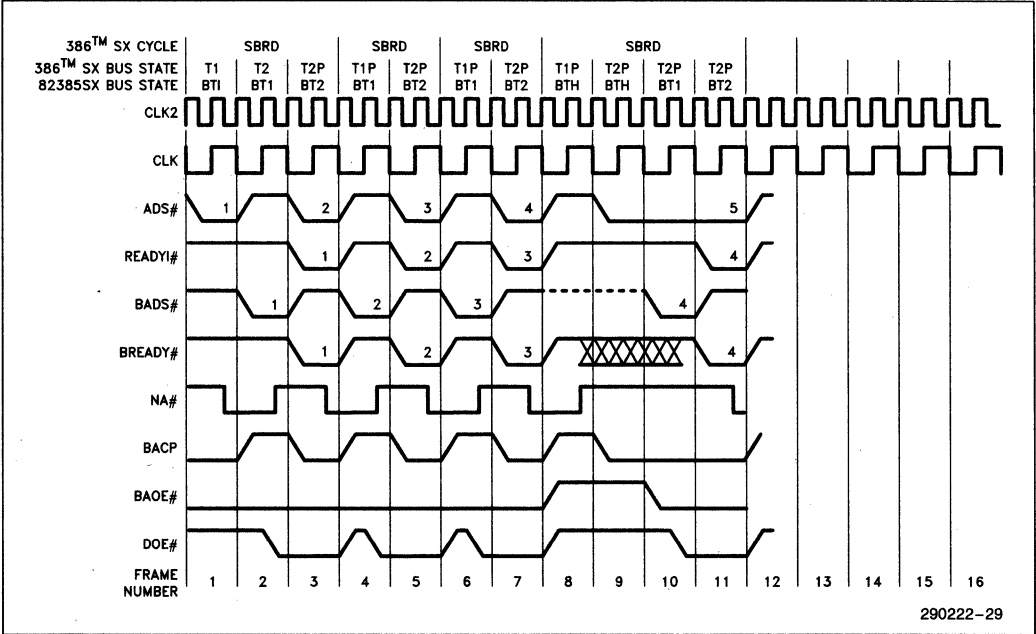 386™ SX CYCLE SBRD SBRD SBRD SBRD
386™ SX BUS STATE T1 T2 T2P T1P T2P T1P T2P T1P T2P T2P T2P
82385SX BUS STATE BTI BT1 BT2 BT1 BT2 BT1 BT2 BTH BTH BT1 BT2
CLK2
CLK
ADS# 1 2 3 4 5
READYI# 1 2 3 4
BADS# 1 2 3 4
BREADY# 1 2 3 4
NA#
BACP
BAOE#
DOE#
FRAME NUMBER 1 2 3 4 5 6 7 8 9 10 11 12 13 14 15 16
290222-29